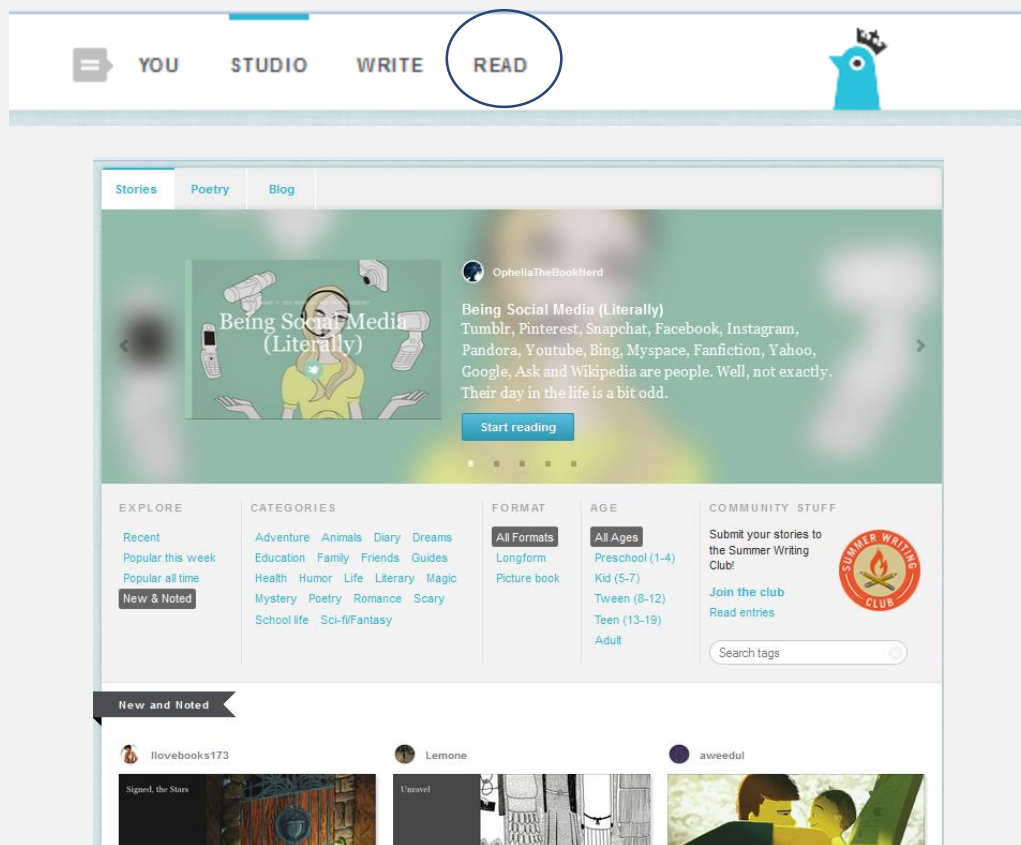 YOU STUDIO WRITE READ
Stories Poetry Blog
Being Social Media
(Literally)
OpheliaTheBookNerd
Being Social Media (Literally)
Tumblr, Pinterest, Snapchat, Facebook, Instagram,
Pandora, Youtube, Bing, Myspace, Fanfiction, Yahoo,
Google, Ask and Wikipedia are people. Well, not exactly.
Their day in the life is a bit odd.
Start reading
EXPLORE
Recent
Popular this week
Popular all time
New & Noted
CATEGORIES
Adventure Animals Diary Dreams
Education Family Friends Guides
Health Humor Life Literary Magic
Mystery Poetry Romance Scary
School life Sci-fi/Fantasy
FORMAT
All Formats
Longform
Picture book
AGE
All Ages
Preschool (1-4)
Kid (5-7)
Tween (8-12)
Teen (13-19)
Adult
COMMUNITY STUFF
Submit your stories to
the Summer Writing
Club!
Join the club
Read entries
SUMMER WRITING
CLUB
Search tags
New and Noted
Ilovebooks173
Lemone
aweedul
Signed, the Stars
Unravel